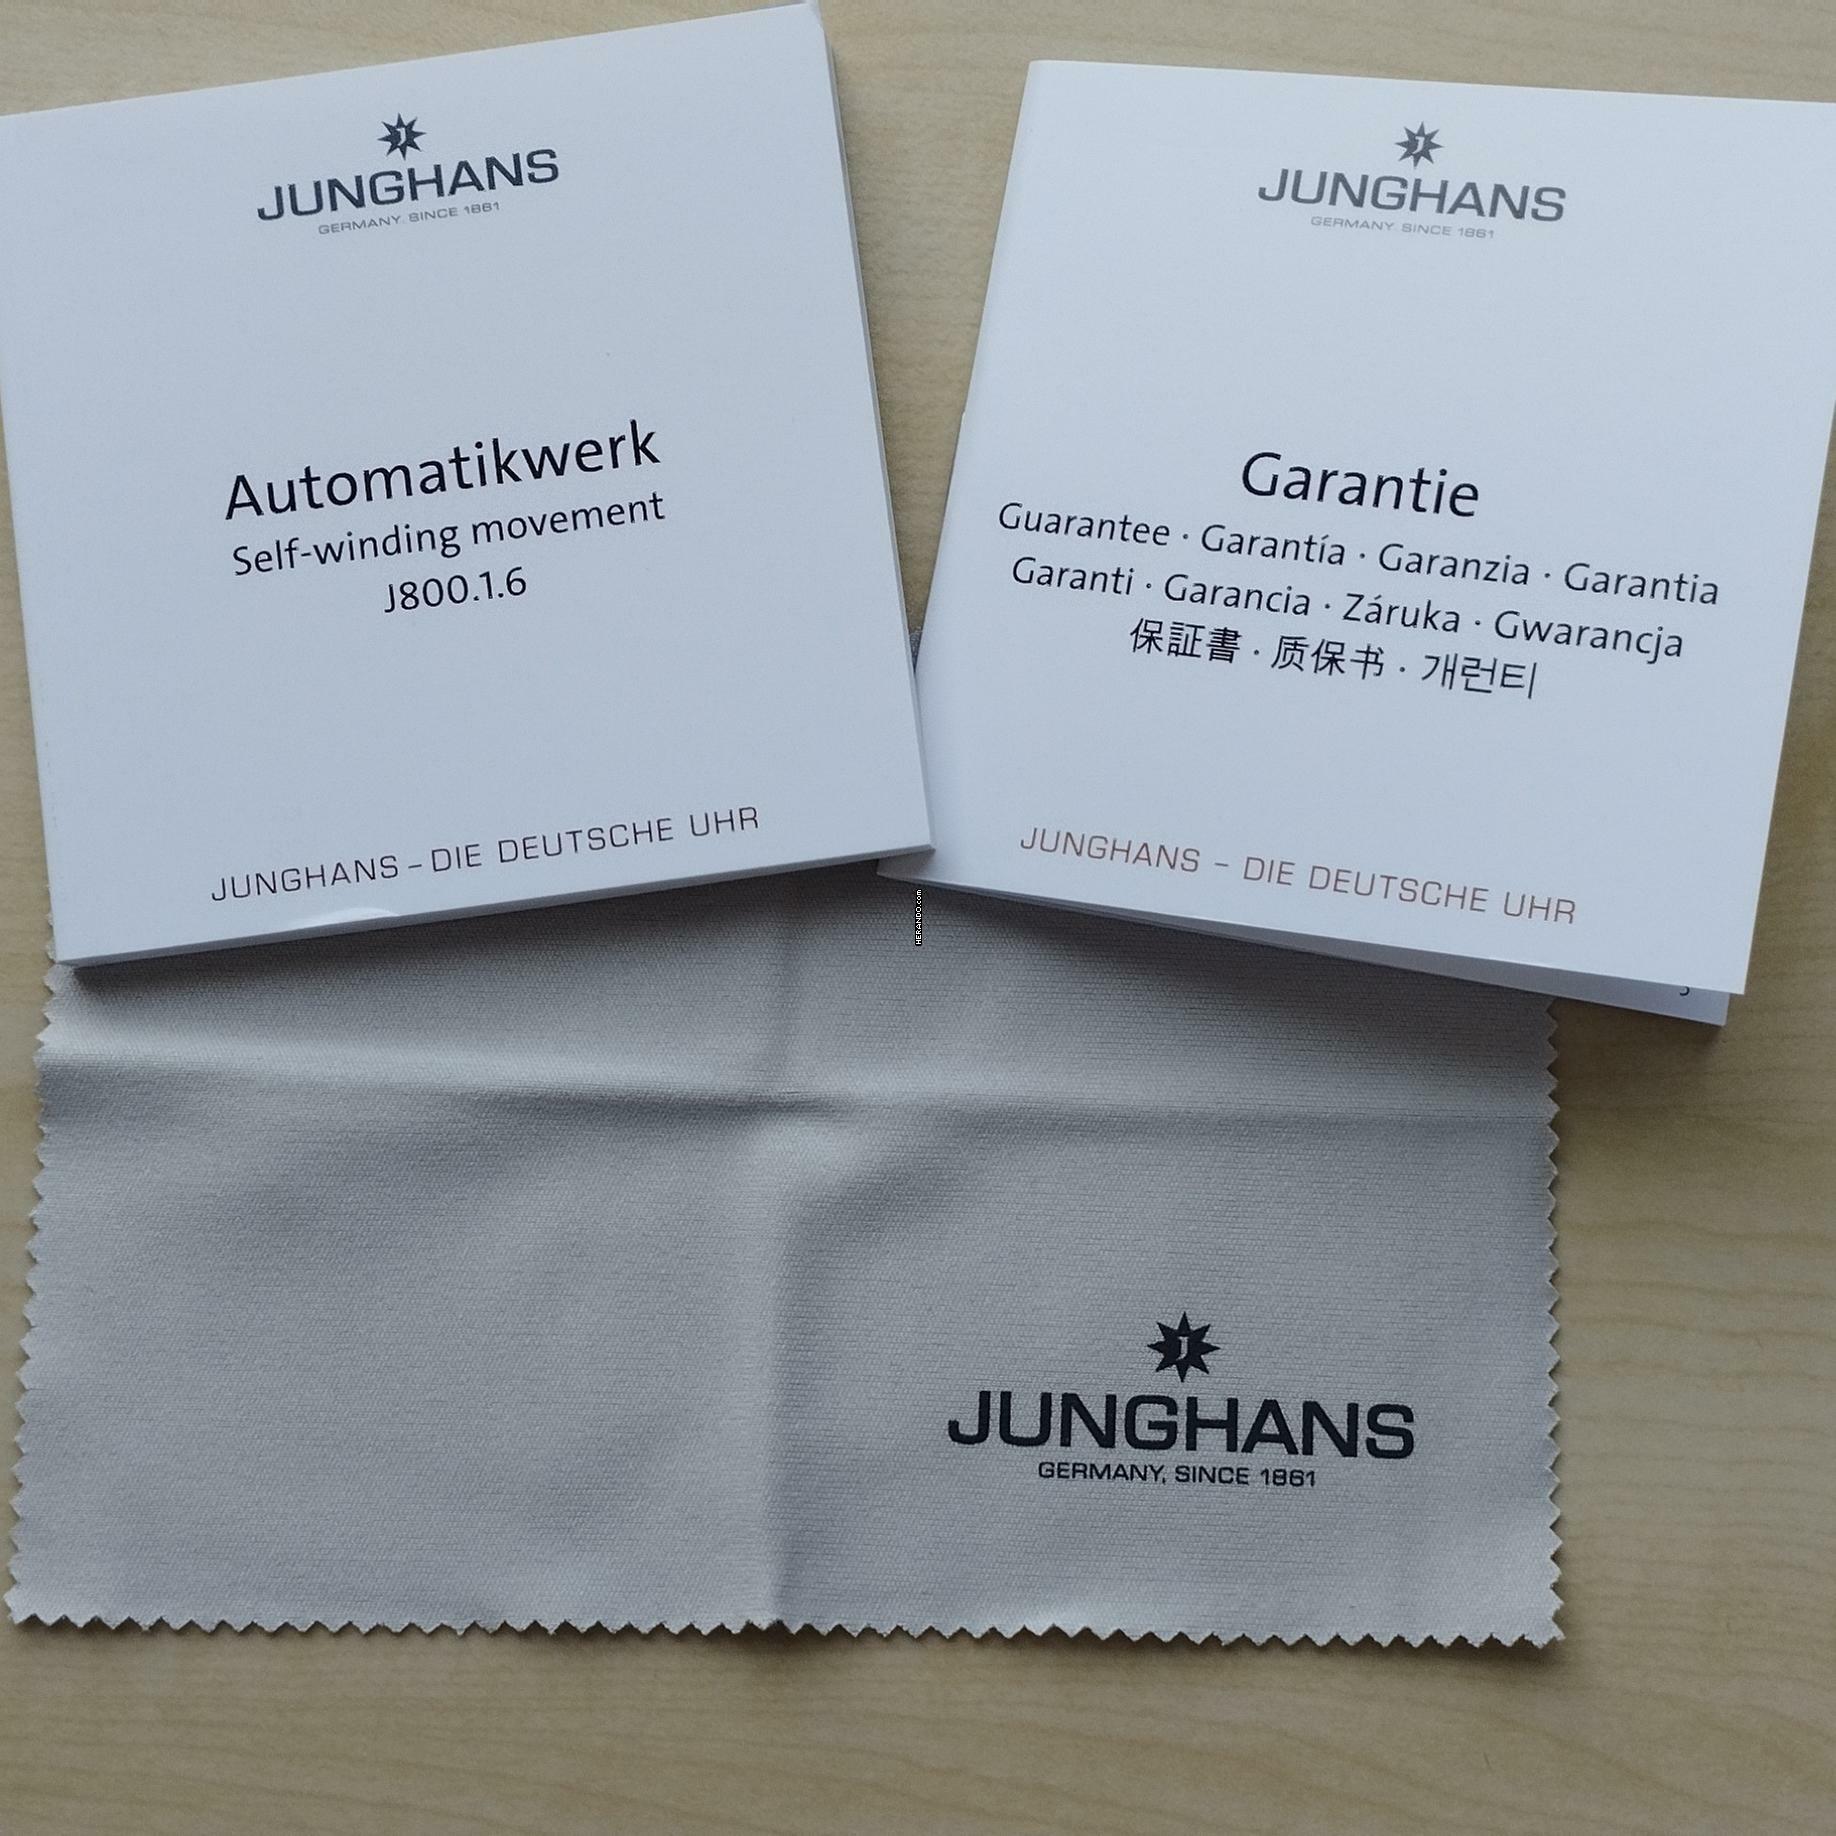 J
JUNGHANS
GERMANY. SINCE 1861
Automatikwerk
Self-winding movement
J800.1.6
JUNGHANS – DIE DEUTSCHE UHR
J
JUNGHANS
GERMANY. SINCE 1861
Garantie
Guarantee · Garantía · Garanzia · Garantia
Garanti · Garancia · Záruka · Gwarancja
保証書 · 质保书 · 개런티
JUNGHANS – DIE DEUTSCHE UHR
HERANDO.com
J
JUNGHANS
GERMANY, SINCE 1861